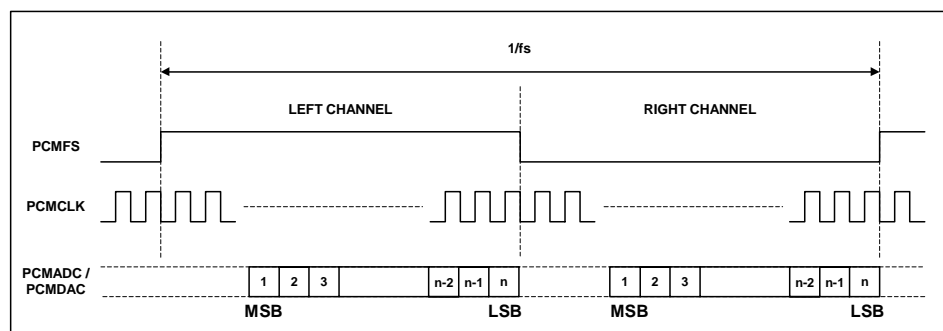 1/fs
LEFT CHANNEL RIGHT CHANNEL
PCMFS
PCMCLK
PCMADC /
PCMDAC
1 2 3 n-2 n-1 n 1 2 3 n-2 n-1 n
MSB LSB MSB LSB